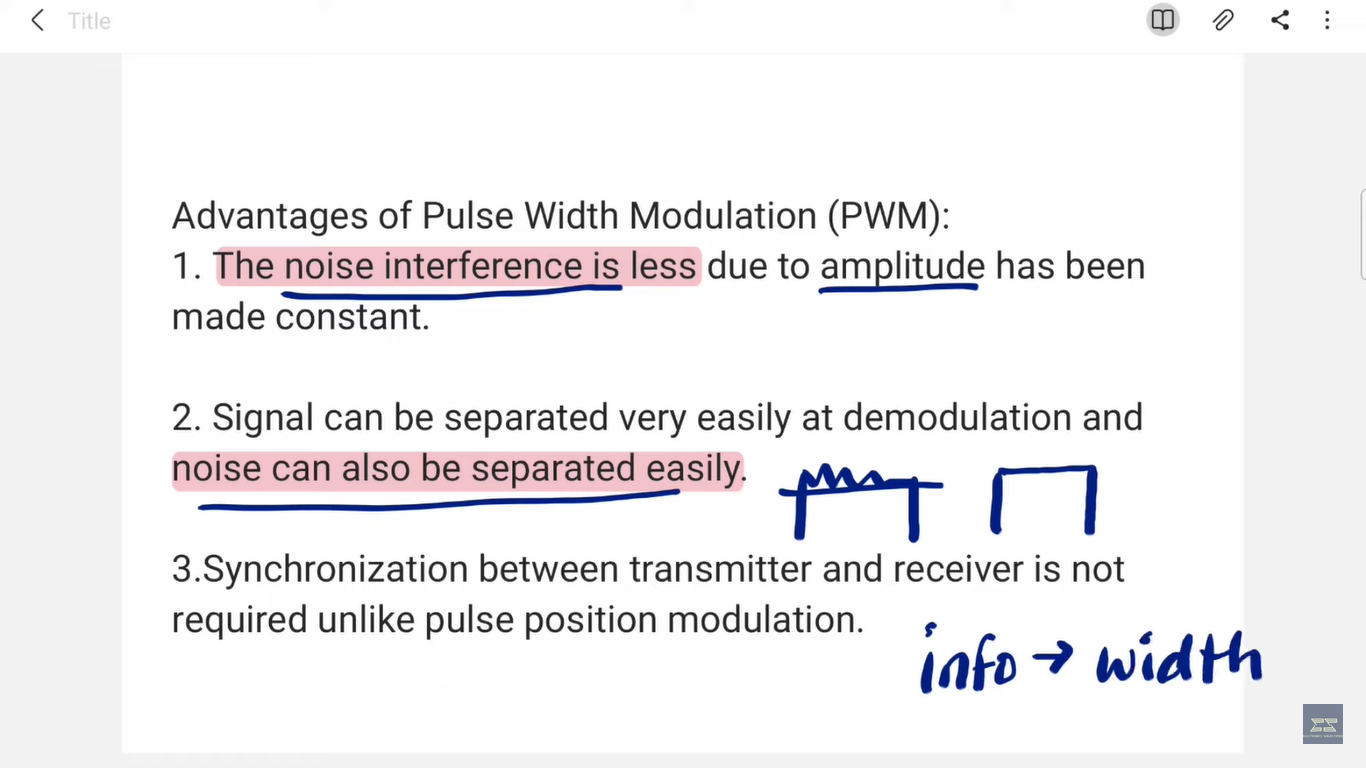 Title
Advantages of Pulse Width Modulation (PWM):
1. The noise interference is less due to amplitude has been
made constant.
2. Signal can be separated very easily at demodulation and
noise can also be separated easily.
3.Synchronization between transmitter and receiver is not
required unlike pulse position modulation.
info → width